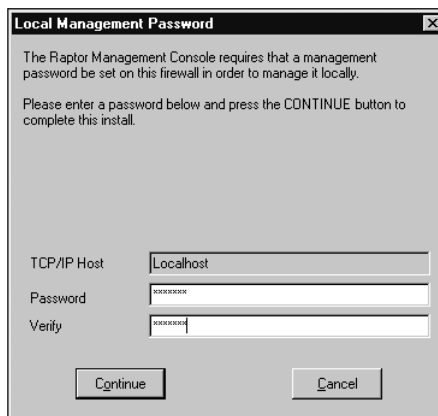 Local Management Password
The Raptor Management Console requires that a management
password be set on this firewall in order to manage it locally.
Please enter a password below and press the CONTINUE button to
complete this install.
TCP/IP Host Localhost
Password xxxxxxx
Verify xxxxxxx
Continue Cancel